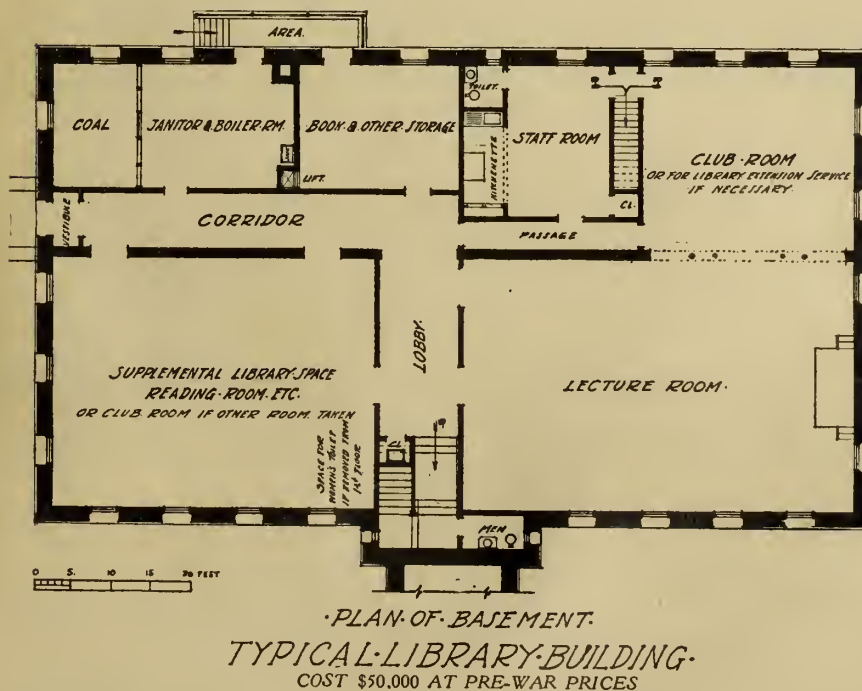 AREA.
COAL
JANITOR & BOILER·RM.
BOOK·& OTHER·STORAGE
TOILET.
STAFF ROOM
KITCHENETTE
CLUB·ROOM
OR FOR LIBRARY EXTENSION SERVICE
IF NECESSARY.
LIFT.
CL.
VESTIBULE
CORRIDOR
PASSAGE
LOBBY.
SUPPLEMENTAL LIBRARY SPACE
READING·ROOM·ETC.
OR CLUB ROOM IF OTHER ROOM TAKEN
LECTURE ROOM·
SPACE FOR
WOMEN'S TOILET
IF REMOVED FROM
1ST FLOOR
CL.
MEN
0 5. 10 15 20 FEET
·PLAN·OF·BASEMENT·
TYPICAL·LIBRARY·BUILDING·
COST $50,000 AT PRE-WAR PRICES